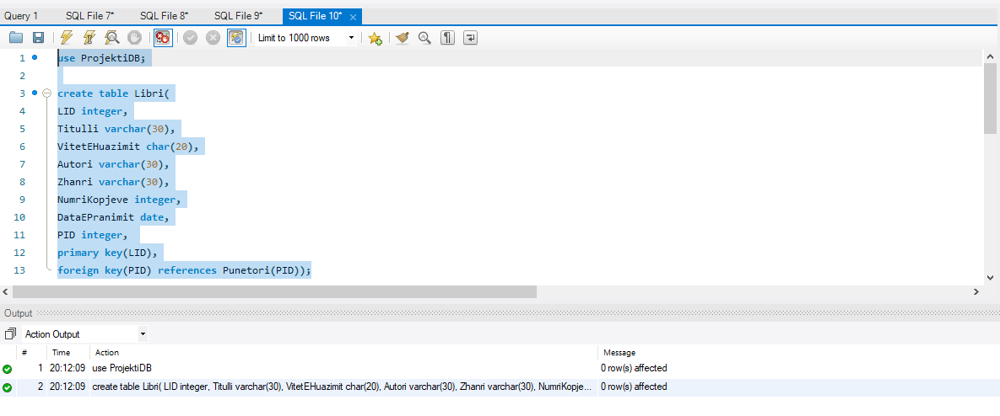 Query 1 SQL File 7* SQL File 8* SQL File 9* SQL File 10*
Limit to 1000 rows
1 use ProjektiDB;
2
3 create table Libri(
4 LID integer,
5 Titulli varchar(30),
6 VitetEHuazimit char(20),
7 Autori varchar(30),
8 Zhanri varchar(30),
9 NumriKopjeve integer,
10 DataEPranimit date,
11 PID integer,
12 primary key(LID),
13 foreign key(PID) references Punetori(PID));
Output
Action Output
# Time Action Message
1 20:12:09 use ProjektiDB 0 row(s) affected
2 20:12:09 create table Libri( LID integer, Titulli varchar(30), VitetEHuazimit char(20), Autori varchar(30), Zhanri varchar(30), NumriKopje... 0 row(s) affected